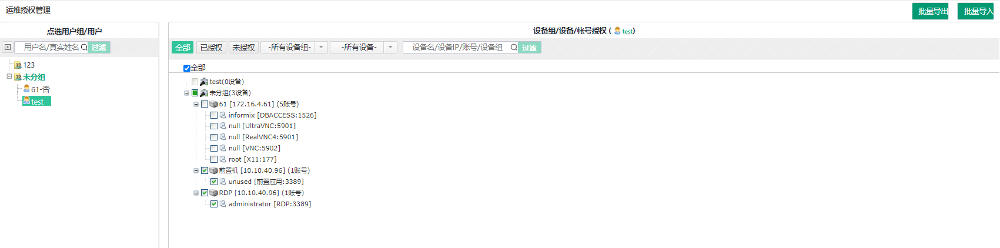 运维授权管理
批量导出 批量导入
点选用户组/用户
用户名/真实姓名 过滤
123
未分组
61-否
test
设备组/设备/帐号授权 ( test)
全部 已授权 未授权 -所有设备组- -所有设备- 设备名/设备IP/账号/设备组 过滤
全部
test(0设备)
未分组(3设备)
61 [172.16.4.61] (5账号)
informix [DBACCESS:1526]
null [UltraVNC:5901]
null [RealVNC4:5901]
null [VNC:5902]
root [X11:177]
前置机 [10.10.40.96] (1账号)
unused [前置应用:3389]
RDP [10.10.40.96] (1账号)
administrator [RDP:3389]